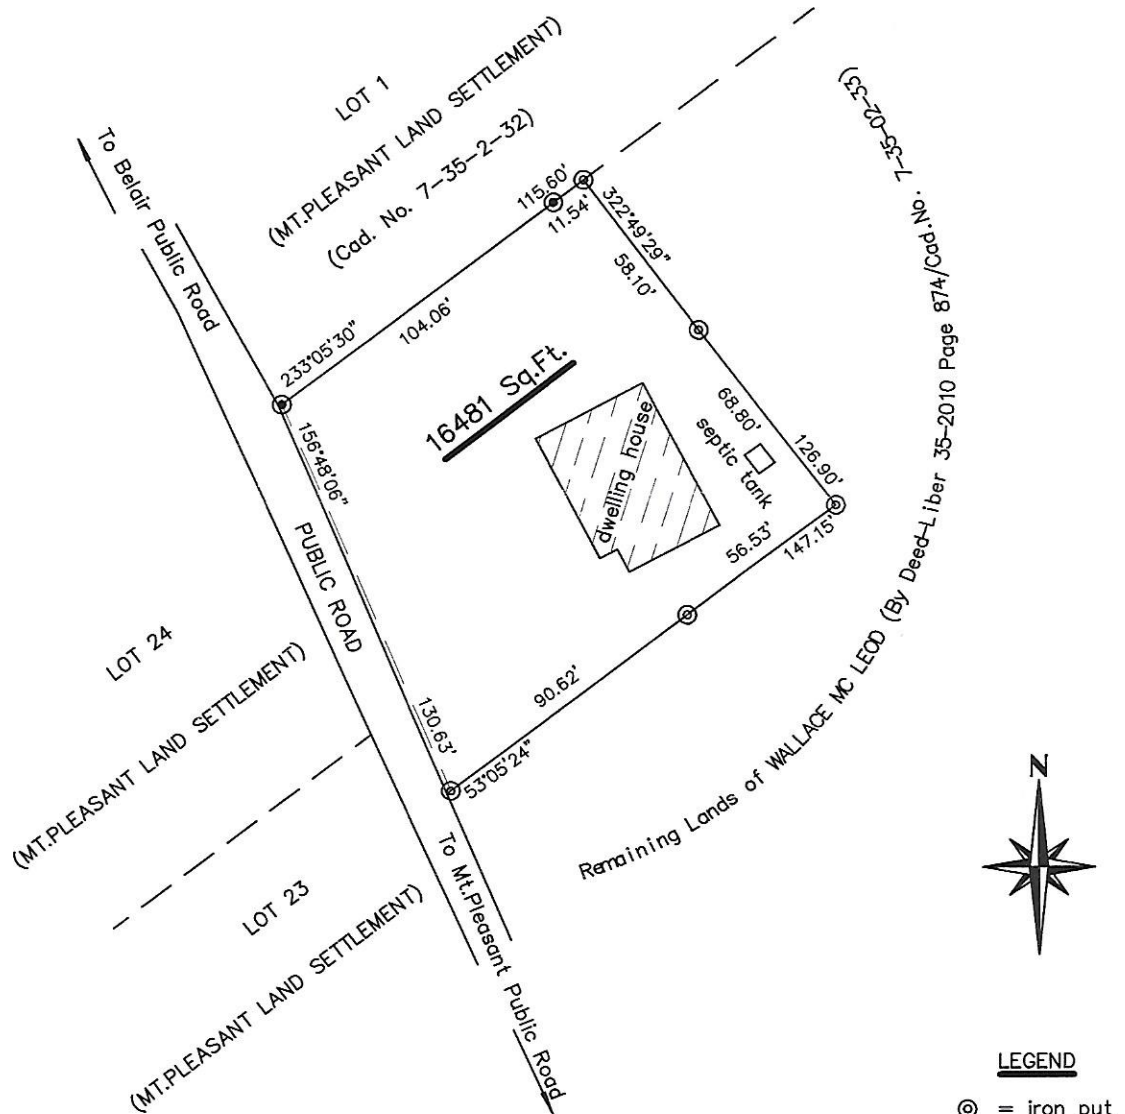 LOT 1
(MT.PLEASANT LAND SETTLEMENT)
(Cad. No. 7-35-2-32)
To Belair Public Road
115.60'
11.54'
322°49'29"
58.10'
233°05'30"
104.06'
16481 Sq.Ft.
68.80'
126.90'
septic tank
dwelling house
156°48'06"
PUBLIC ROAD
130.63'
56.53'
147.15'
90.62'
53°05'24"
LOT 24
(MT.PLEASANT LAND SETTLEMENT)
LOT 23
(MT.PLEASANT LAND SETTLEMENT)
To Mt.Pleasant Public Road
Remaining Lands of WALLACE MC LEOD (By Deed-Liber 35-2010 Page 874/Cad.No. 7-35-02-33)
N
LEGEND
= iron put